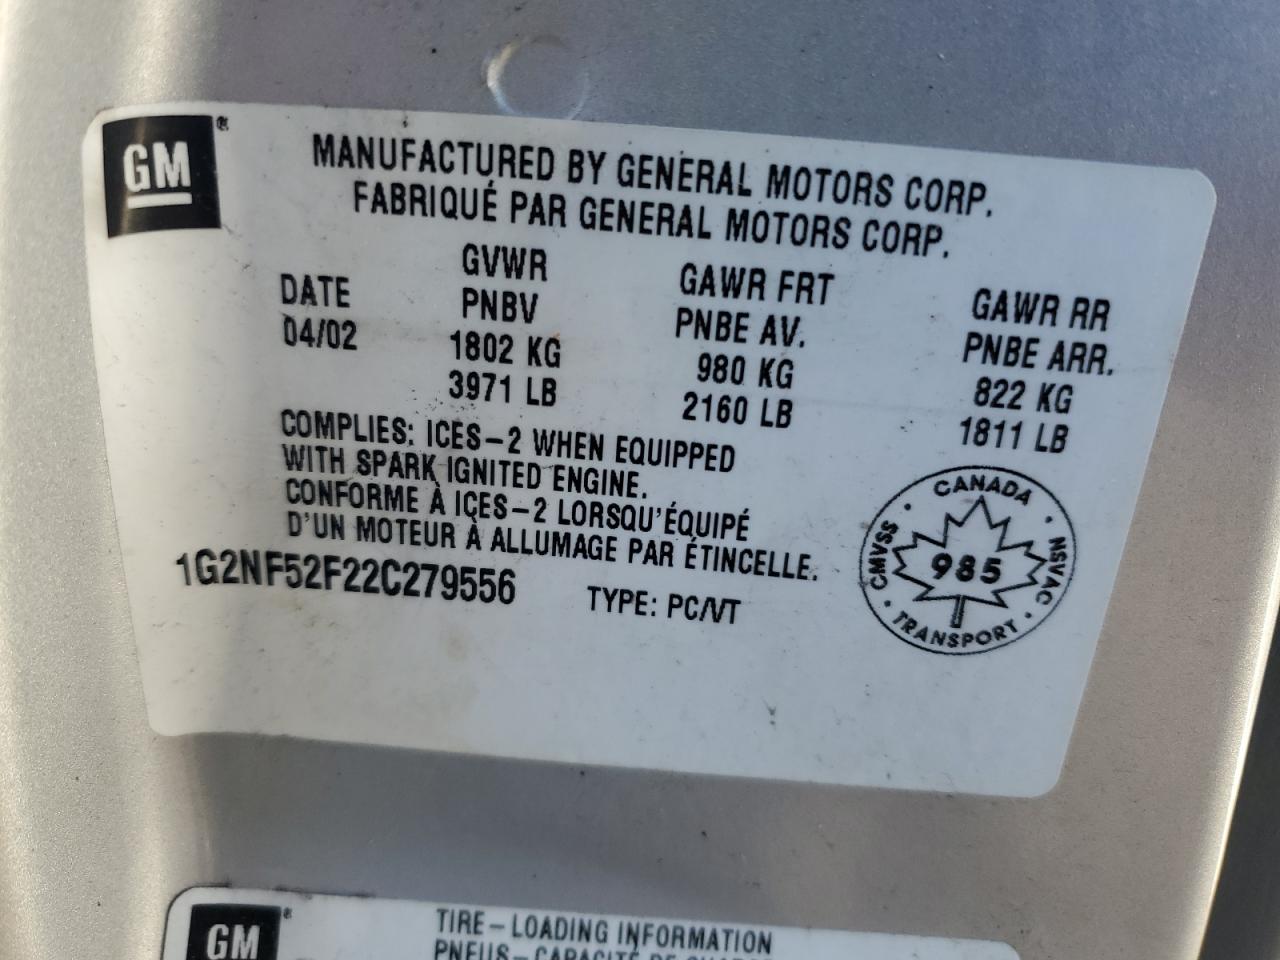 GM®
MANUFACTURED BY GENERAL MOTORS CORP.
FABRIQUÉ PAR GENERAL MOTORS CORP.
GVWR GAWR FRT GAWR RR
DATE PNBV PNBE AV. PNBE ARR.
04/02 1802 KG 980 KG 822 KG
3971 LB 2160 LB 1811 LB
COMPLIES: ICES-2 WHEN EQUIPPED
WITH SPARK IGNITED ENGINE.
CONFORME À ICES-2 LORSQU'ÉQUIPÉ
D'UN MOTEUR À ALLUMAGE PAR ÉTINCELLE.
1G2NF52F22C279556 TYPE: PC/VT
CANADA
CMVSS 985 NSVAC
TRANSPORT
GM®
TIRE-LOADING INFORMATION
PNEUS-CAPACITÉ DE